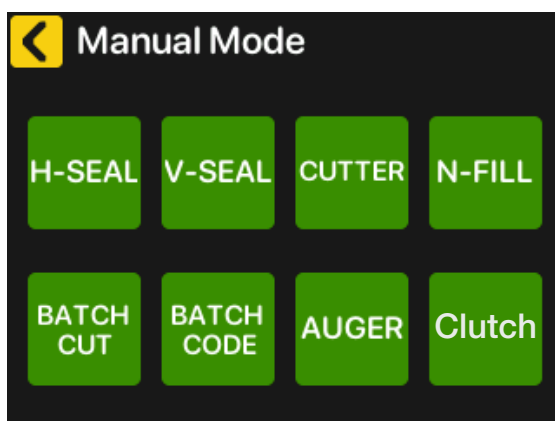 Manual Mode
H-SEAL V-SEAL CUTTER N-FILL
BATCH CUT
BATCH CODE
AUGER
Clutch